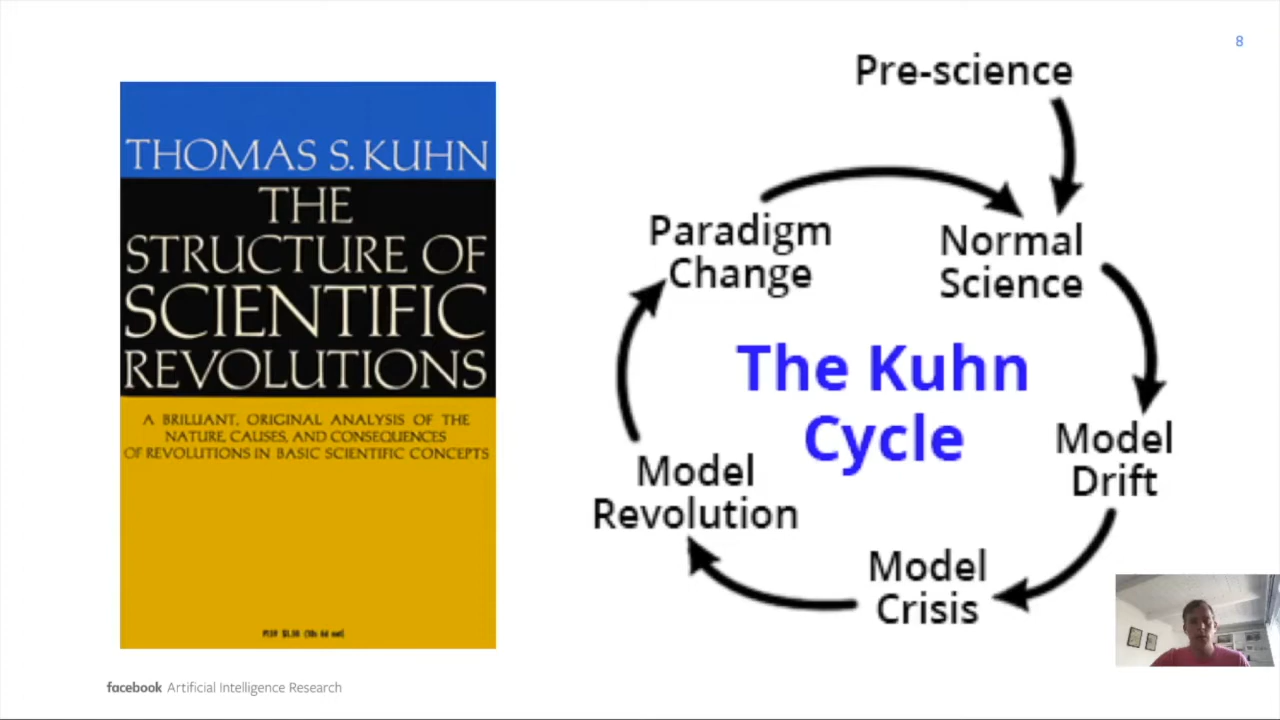 8
THOMAS S. KUHN
THE
STRUCTURE OF
SCIENTIFIC
REVOLUTIONS
A BRILLIANT, ORIGINAL ANALYSIS OF THE
NATURE, CAUSES, AND CONSEQUENCES
OF REVOLUTIONS IN BASIC SCIENTIFIC CONCEPTS
Pre-science
Paradigm
Change
Normal
Science
The Kuhn
Cycle
Model
Drift
Model
Revolution
Model
Crisis
facebook Artificial Intelligence Research